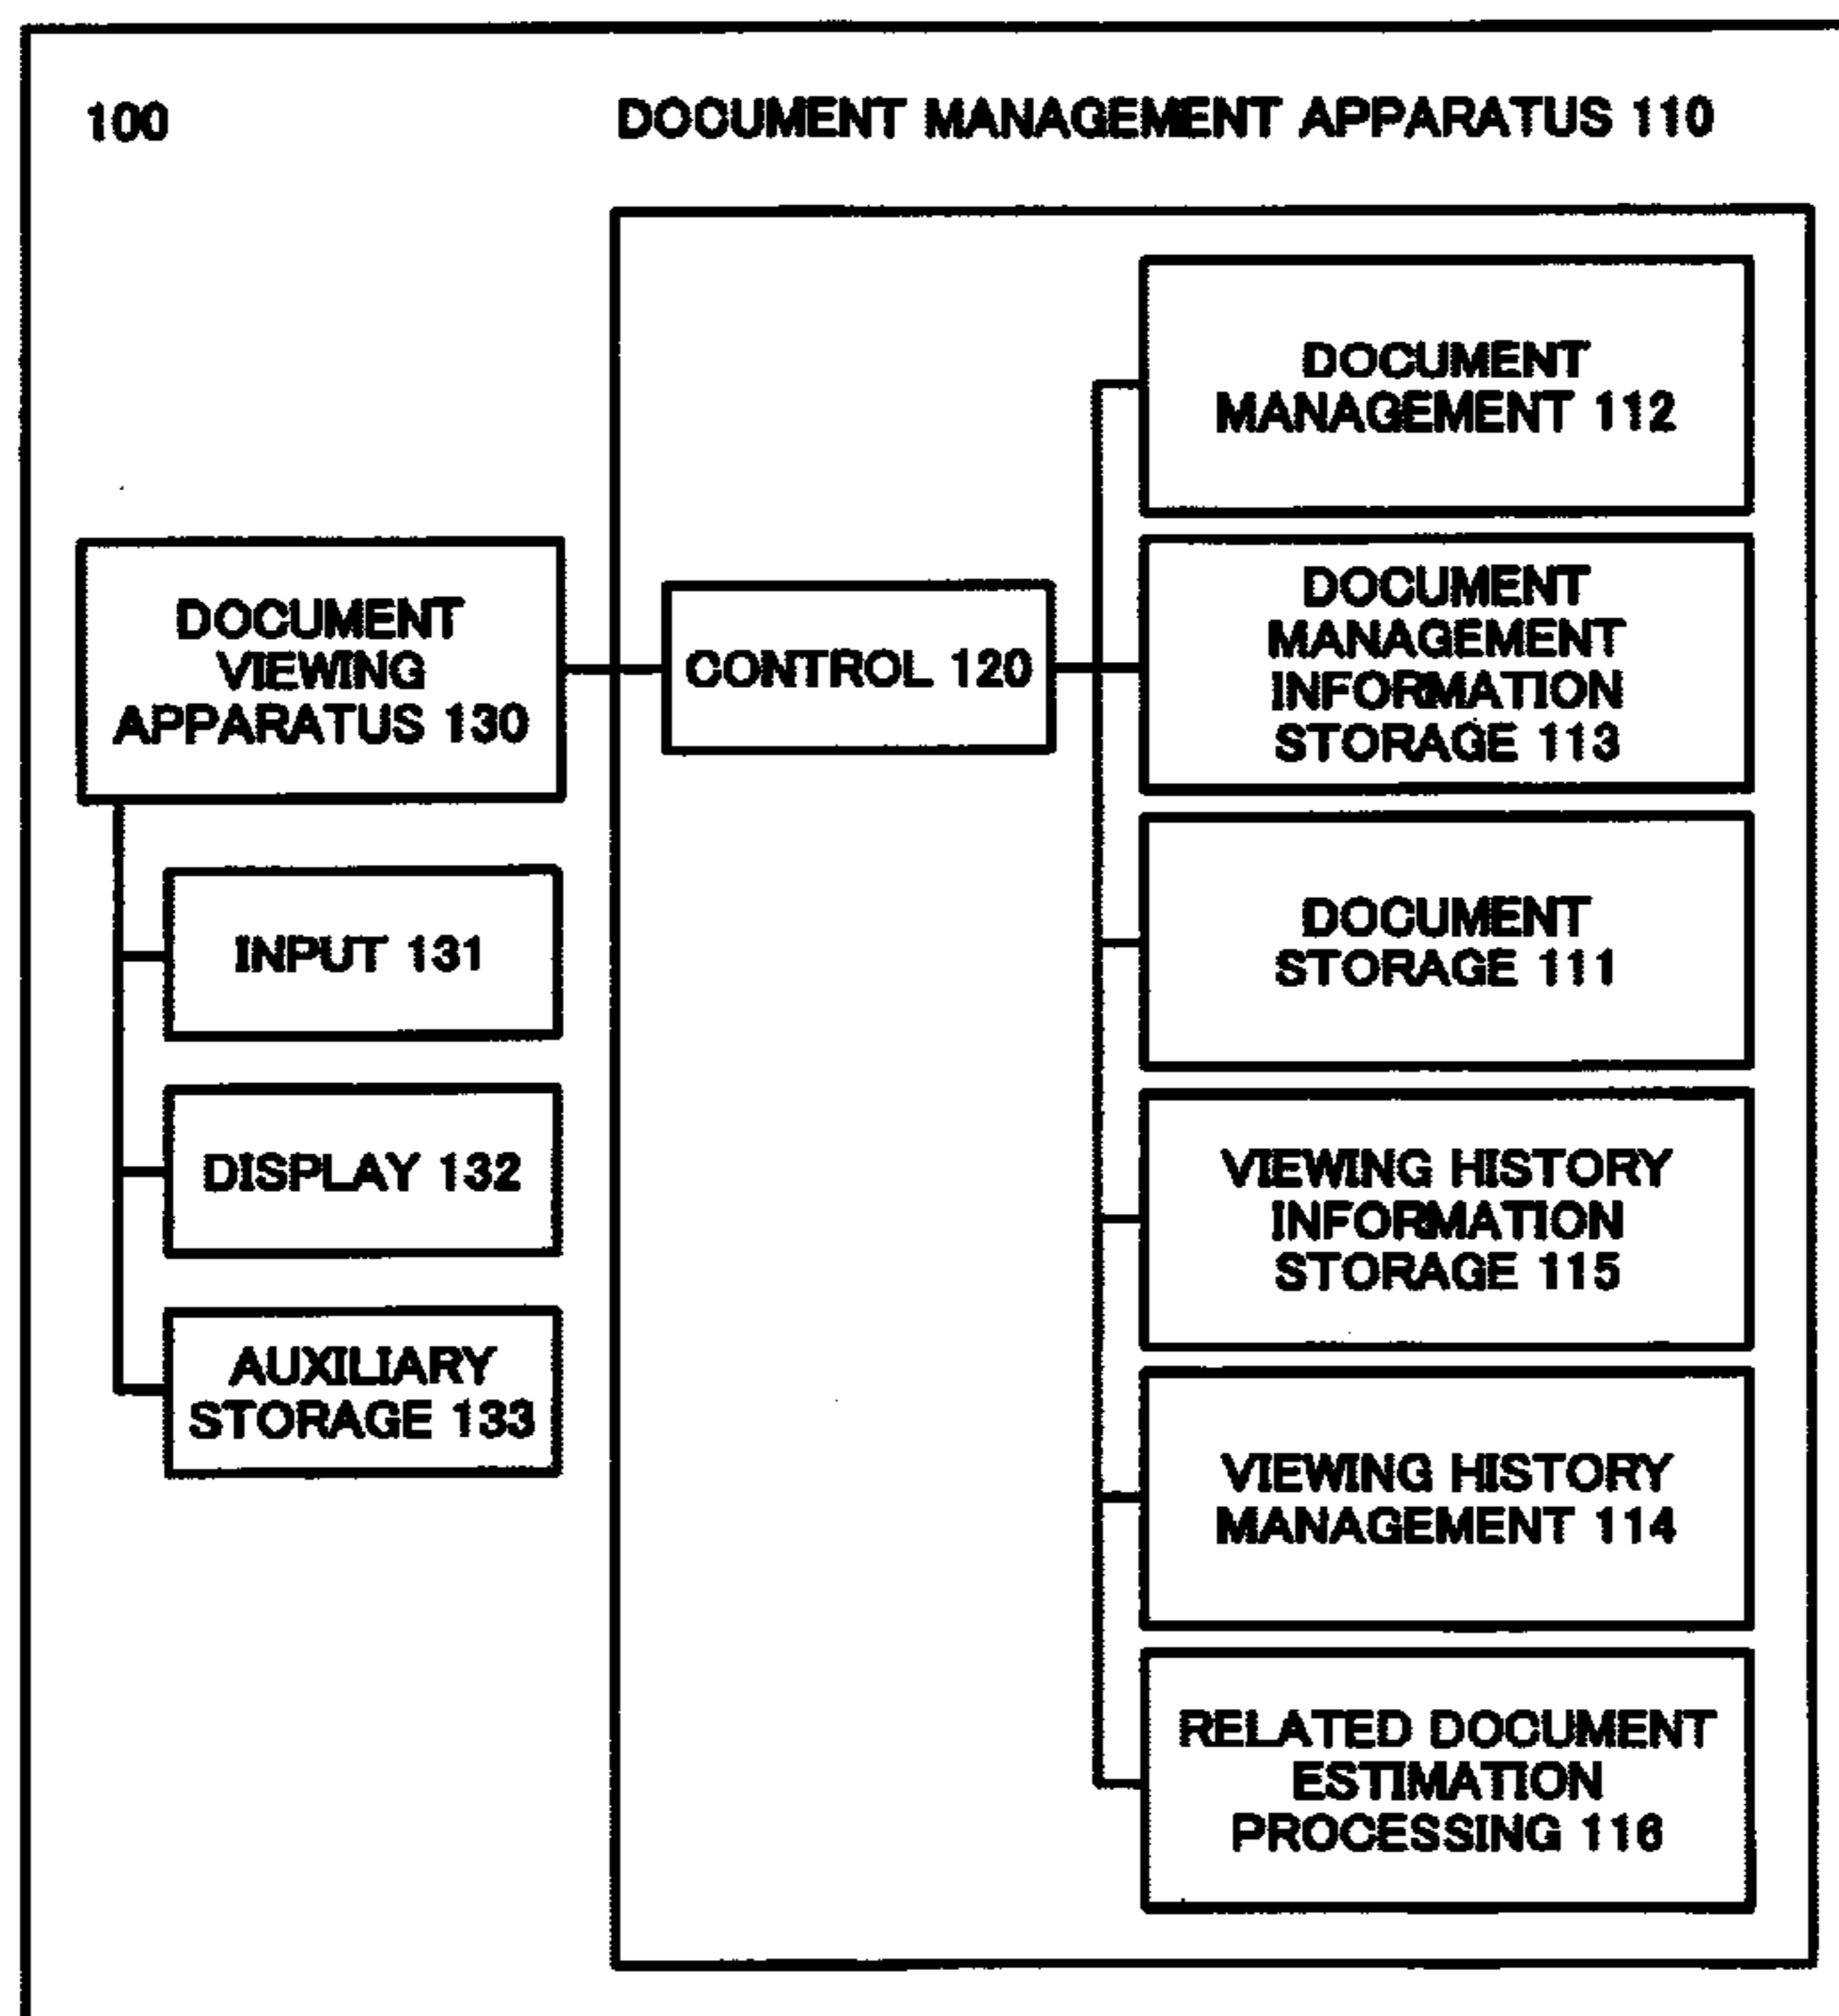 100
DOCUMENT MANAGEMENT APPARATUS 110
DOCUMENT
VIEWING
APPARATUS 130
INPUT 131
DISPLAY 132
AUXILIARY
STORAGE 133
CONTROL 120
DOCUMENT
MANAGEMENT 112
DOCUMENT
MANAGEMENT
INFORMATION
STORAGE 113
DOCUMENT
STORAGE 111
VIEWING HISTORY
INFORMATION
STORAGE 115
VIEWING HISTORY
MANAGEMENT 114
RELATED DOCUMENT
ESTIMATION
PROCESSING 116